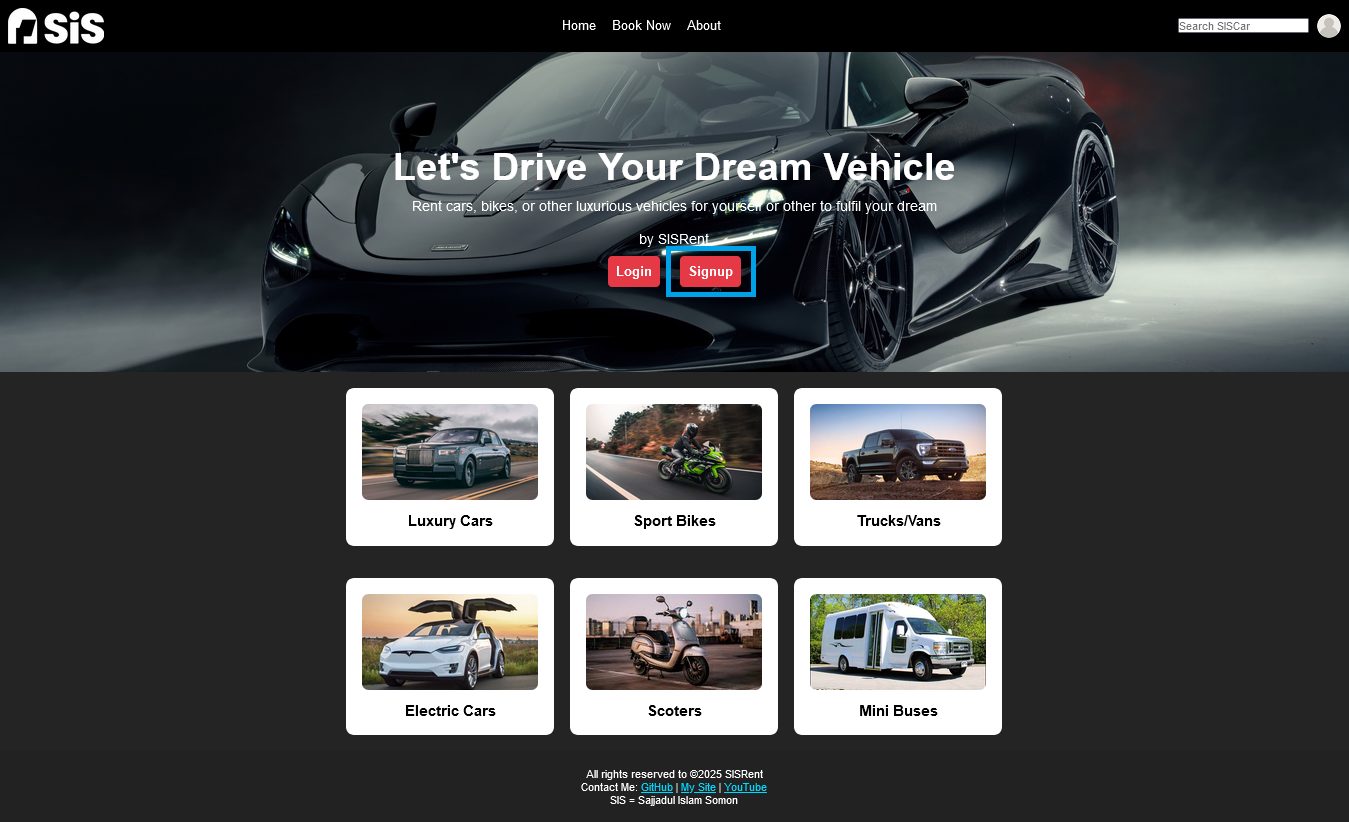 SiS
Home Book Now About
Search SISCar
Let's Drive Your Dream Vehicle
Rent cars, bikes, or other luxurious vehicles for yourself or other to fulfil your dream
by SISRent
Login Signup
Luxury Cars Sport Bikes Trucks/Vans
Electric Cars Scoters Mini Buses
All rights reserved to ©2025 SISRent
Contact Me: GitHub | My Site | YouTube
SIS = Sajjadul Islam Somon